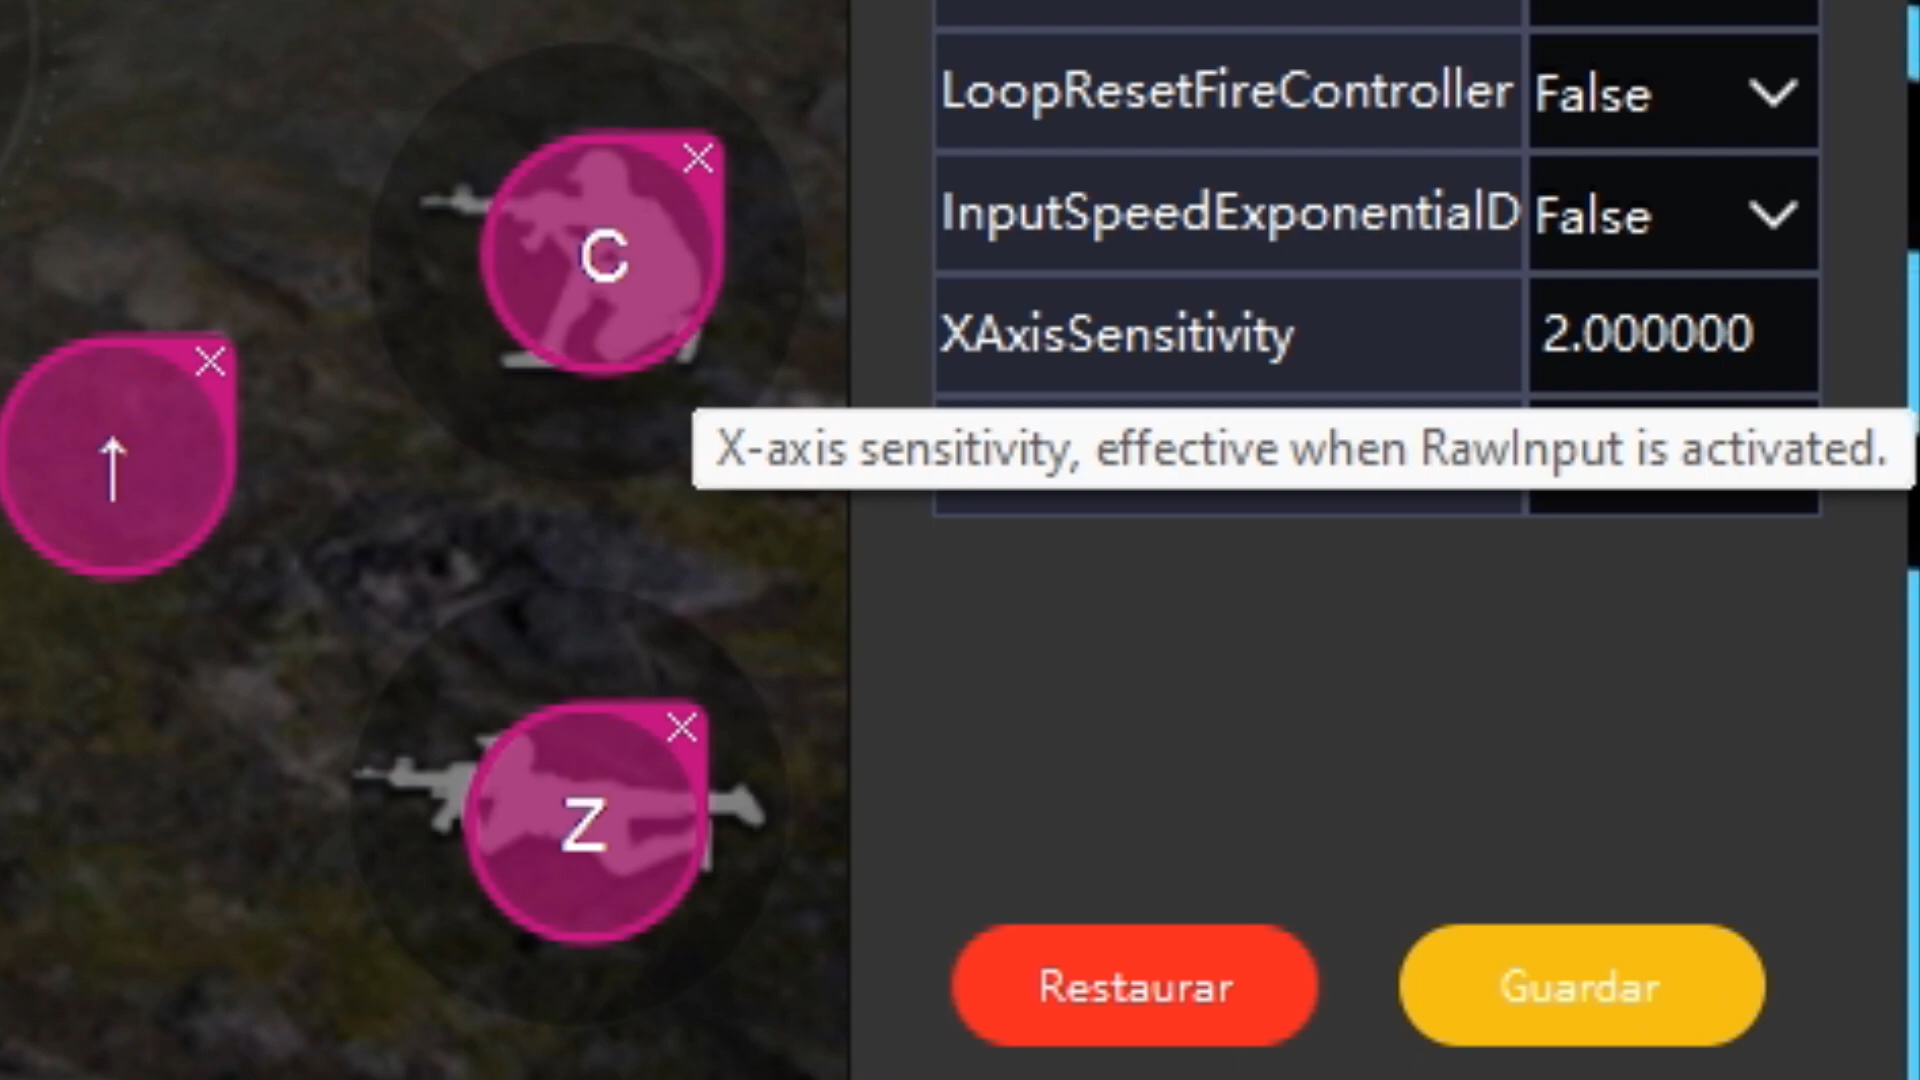 LoopResetFireController False
InputSpeedExponentialD False
XAxisSensitivity 2.000000
X-axis sensitivity, effective when RawInput is activated.
C
↑
Z
Restaurar Guardar